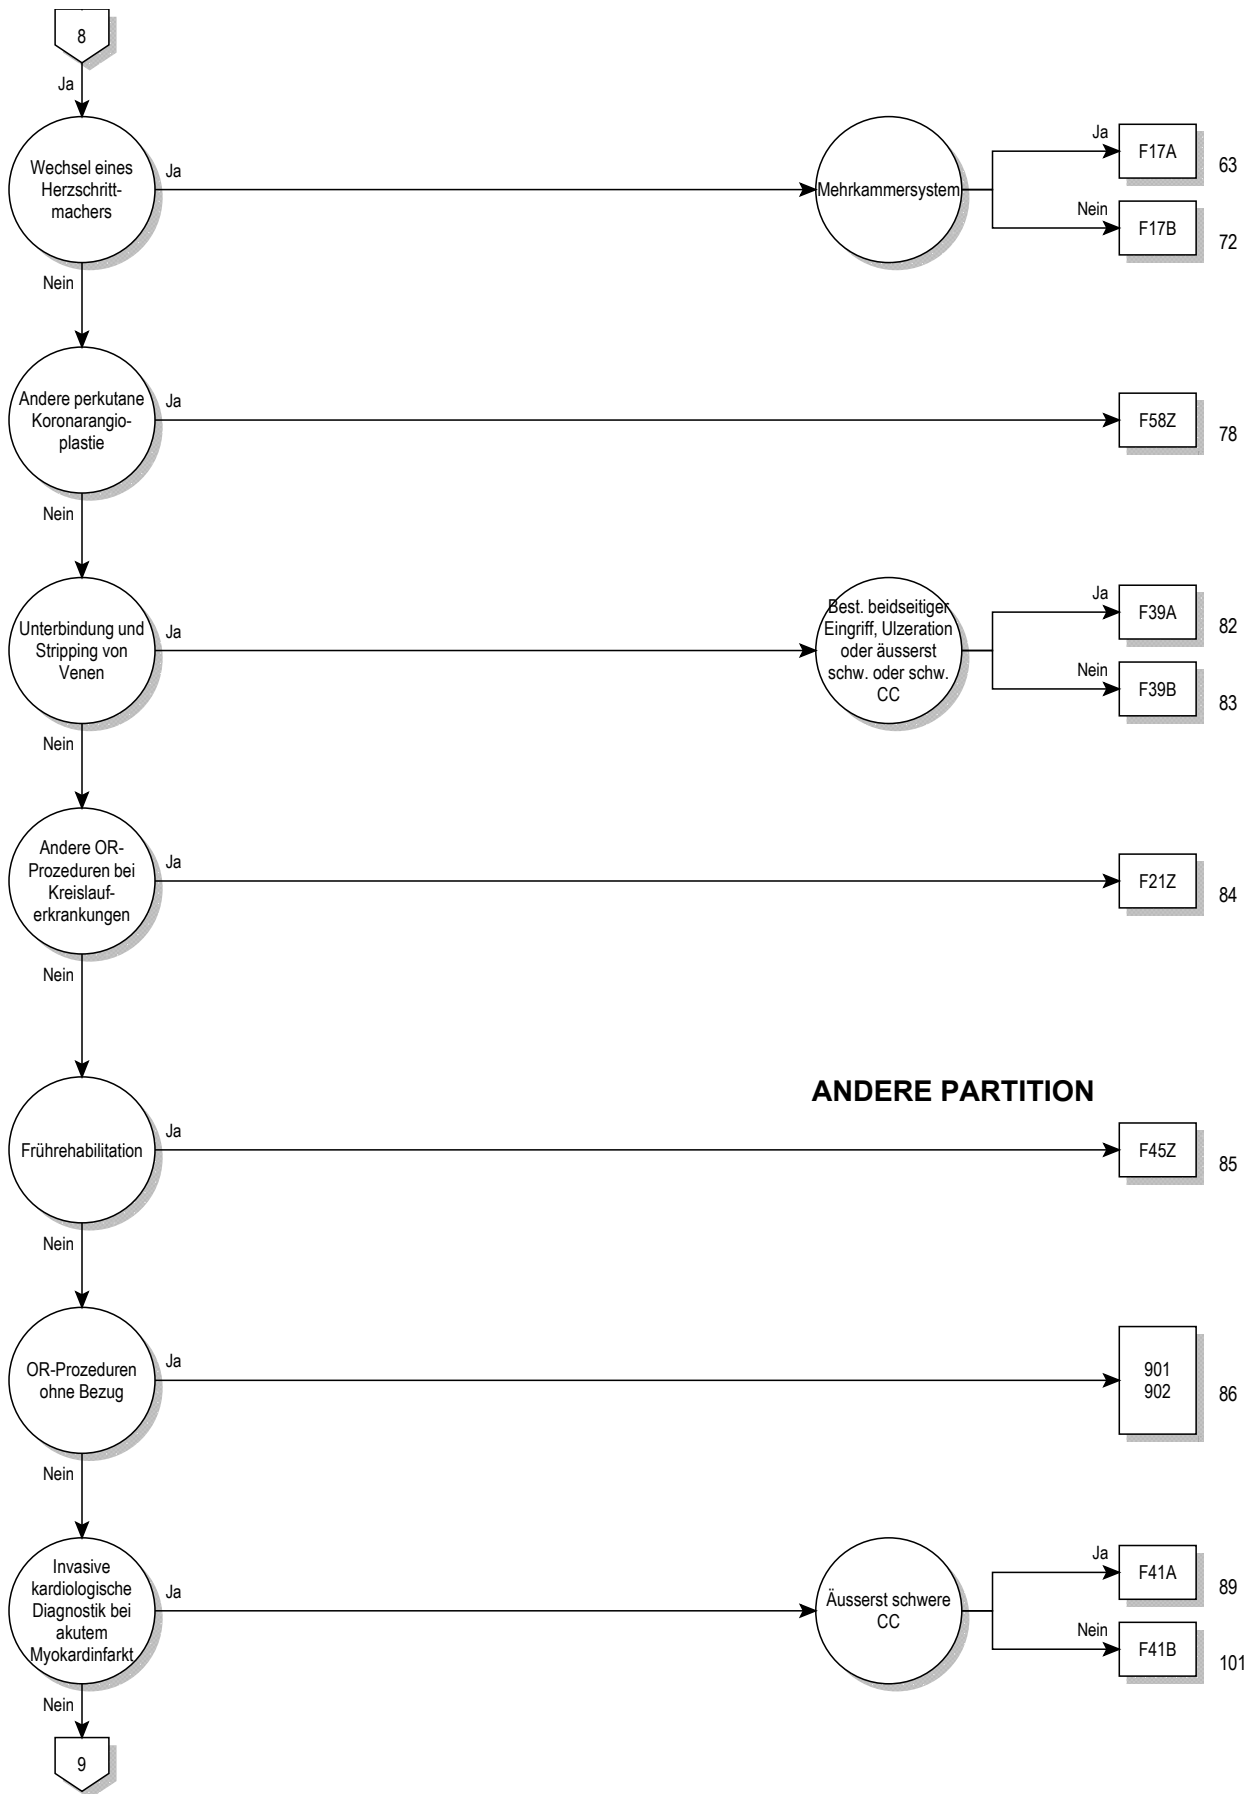 8
Ja
Wechsel eines
Herzschritt-
machers
Ja
Mehrkammersystem
Ja
F17A
63
Nein
F17B
72
Nein
Andere perkutane
Koronarangio-
plastie
Ja
F58Z
78
Nein
Unterbindung und
Stripping von
Venen
Ja
Best. beidseitiger
Eingriff, Ulzeration
oder äusserst
schw. oder schw.
CC
Ja
F39A
82
Nein
F39B
83
Nein
Andere OR-
Prozeduren bei
Kreislauf-
erkrankungen
Ja
F21Z
84
Nein
ANDERE PARTITION
Frührehabilitation
Ja
F45Z
85
Nein
OR-Prozeduren
ohne Bezug
Ja
901
902
86
Nein
Invasive
kardiologische
Diagnostik bei
akutem
Myokardinfarkt
Ja
Äusserst schwere
CC
Ja
F41A
89
Nein
F41B
101
Nein
9